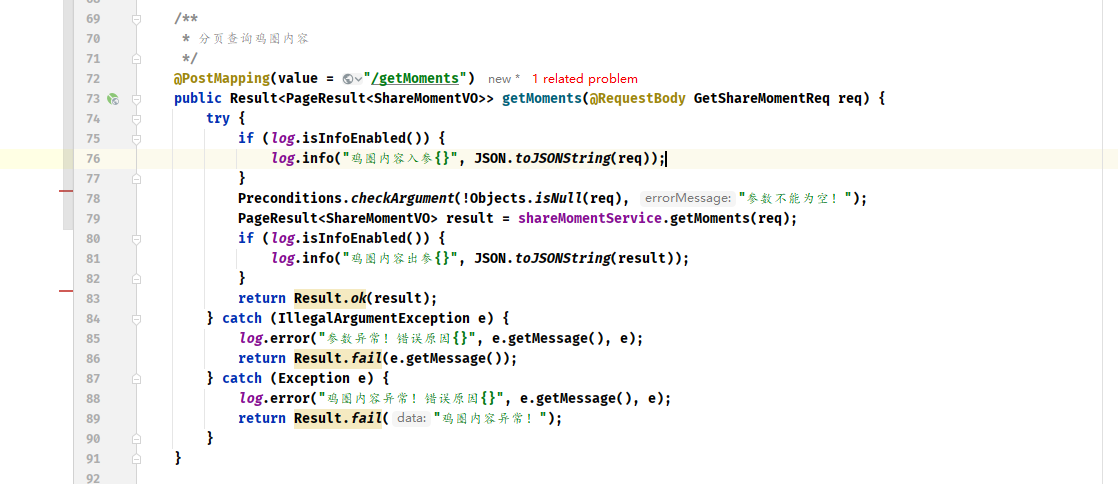 68
69 /**
70 * 分页查询鸡图内容
71 */
72 @PostMapping(value = "/getMoments") new * 1 related problem
73 public Result<PageResult<ShareMomentVO>> getMoments(@RequestBody GetShareMomentReq req) {
74 try {
75 if (log.isInfoEnabled()) {
76 log.info("鸡图内容入参{}", JSON.toJSONString(req));
77 }
78 Preconditions.checkArgument(!Objects.isNull(req), errorMessage: "参数不能为空！");
79 PageResult<ShareMomentVO> result = shareMomentService.getMoments(req);
80 if (log.isInfoEnabled()) {
81 log.info("鸡图内容出参{}", JSON.toJSONString(result));
82 }
83 return Result.ok(result);
84 } catch (IllegalArgumentException e) {
85 log.error("参数异常！错误原因{}", e.getMessage(), e);
86 return Result.fail(e.getMessage());
87 } catch (Exception e) {
88 log.error("鸡图内容异常！错误原因{}", e.getMessage(), e);
89 return Result.fail( data: "鸡图内容异常！");
90 }
91 }
92